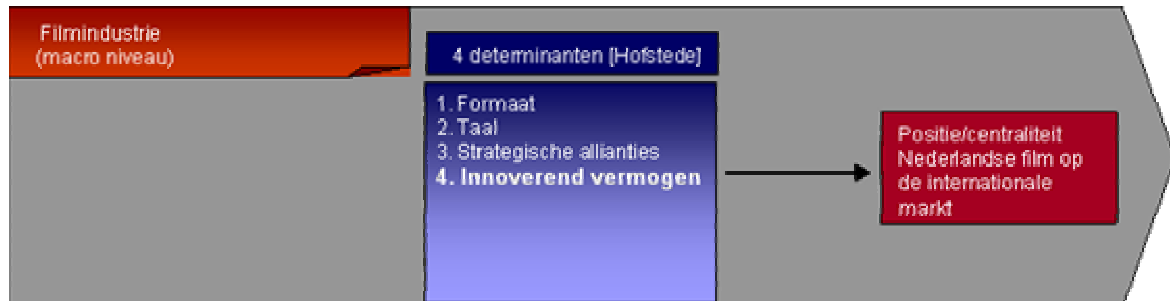 Filmindustrie
(macro niveau)
4 determinanten [Hofstede]
1. Formaat
2. Taal
3. Strategische allianties
4. Innoverend vermogen
Positie/centraliteit
Nederlandse film op
de internationale
markt